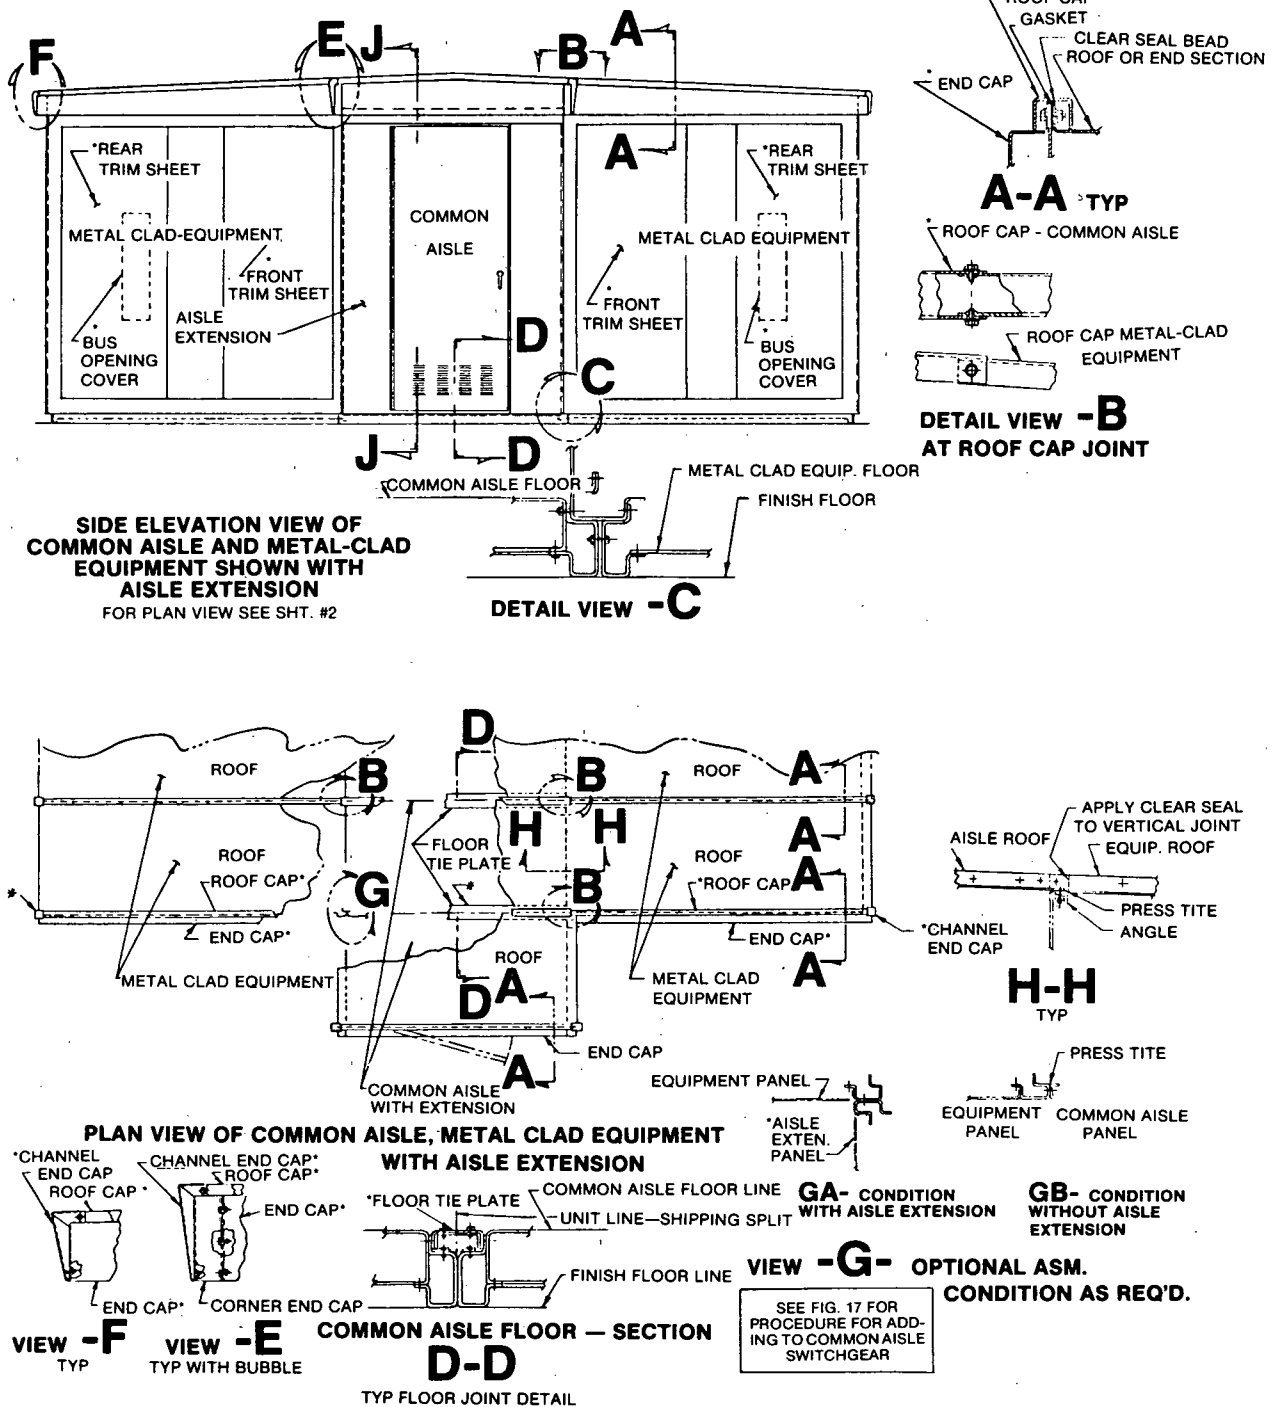 ROOF CAP
GASKET
CLEAR SEAL BEAD
ROOF OR END SECTION
*END CAP
A-A TYP
F
E
J
B
A
A
*REAR
TRIM SHEET
METAL CLAD-EQUIPMENT
*FRONT
TRIM SHEET
*BUS
OPENING
COVER
AISLE
EXTENSION
COMMON
AISLE
*REAR
TRIM SHEET
METAL CLAD EQUIPMENT
*FRONT
TRIM SHEET
*BUS
OPENING
COVER
D
C
J
D
*ROOF CAP - COMMON AISLE
ROOF CAP METAL-CLAD
EQUIPMENT
DETAIL VIEW -B
AT ROOF CAP JOINT
COMMON AISLE FLOOR
METAL CLAD EQUIP. FLOOR
FINISH FLOOR
DETAIL VIEW -C
SIDE ELEVATION VIEW OF
COMMON AISLE AND METAL-CLAD
EQUIPMENT SHOWN WITH
AISLE EXTENSION
FOR PLAN VIEW SEE SHT. #2
ROOF
B
D
B
ROOF
A
H
H
A
FLOOR
TIE PLATE
ROOF
ROOF CAP*
G
*
B
ROOF
*ROOF CAP
A
*
END CAP*
METAL CLAD EQUIPMENT
ROOF
D
A
END CAP*
METAL CLAD
EQUIPMENT
A
*CHANNEL
END CAP
END CAP
A
COMMON AISLE
WITH EXTENSION
AISLE ROOF
APPLY CLEAR SEAL
TO VERTICAL JOINT
EQUIP. ROOF
PRESS TITE
ANGLE
H-H
TYP
PLAN VIEW OF COMMON AISLE, METAL CLAD EQUIPMENT
WITH AISLE EXTENSION
EQUIPMENT PANEL
*AISLE
EXTEN.
PANEL
GA- CONDITION
WITH AISLE EXTENSION
PRESS TITE
EQUIPMENT
PANEL
COMMON AISLE
PANEL
GB- CONDITION
WITHOUT AISLE
EXTENSION
VIEW -G- OPTIONAL ASM.
CONDITION AS REQ'D.
SEE FIG. 17 FOR
PROCEDURE FOR ADD-
ING TO COMMON AISLE
SWITCHGEAR
*CHANNEL
END CAP
ROOF CAP*
END CAP*
VIEW -F
TYP
CHANNEL END CAP*
ROOF CAP*
END CAP*
CORNER END CAP
VIEW -E
TYP WITH BUBBLE
*FLOOR TIE PLATE
COMMON AISLE FLOOR LINE
UNIT LINE—SHIPPING SPLIT
FINISH FLOOR LINE
COMMON AISLE FLOOR — SECTION
D-D
TYP FLOOR JOINT DETAIL